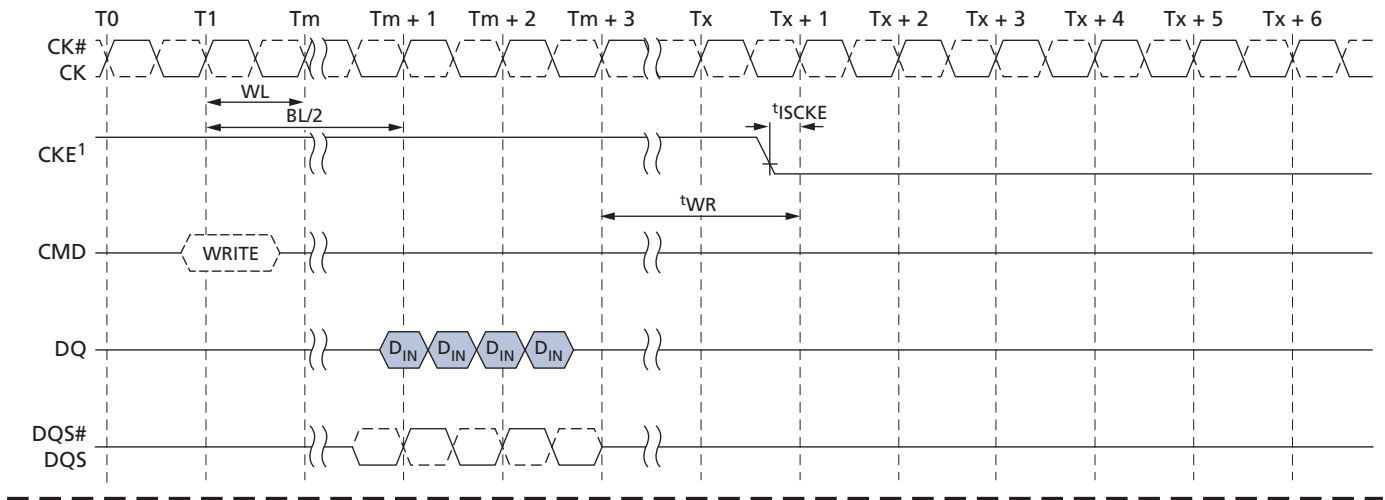 T0 T1 Tm Tm + 1 Tm + 2 Tm + 3 Tx Tx + 1 Tx + 2 Tx + 3 Tx + 4 Tx + 5 Tx + 6
CK#
CK
WL
BL/2
tISCKE
CKE1
tWR
CMD WRITE
DQ DIN DIN DIN DIN
DQS#
DQS